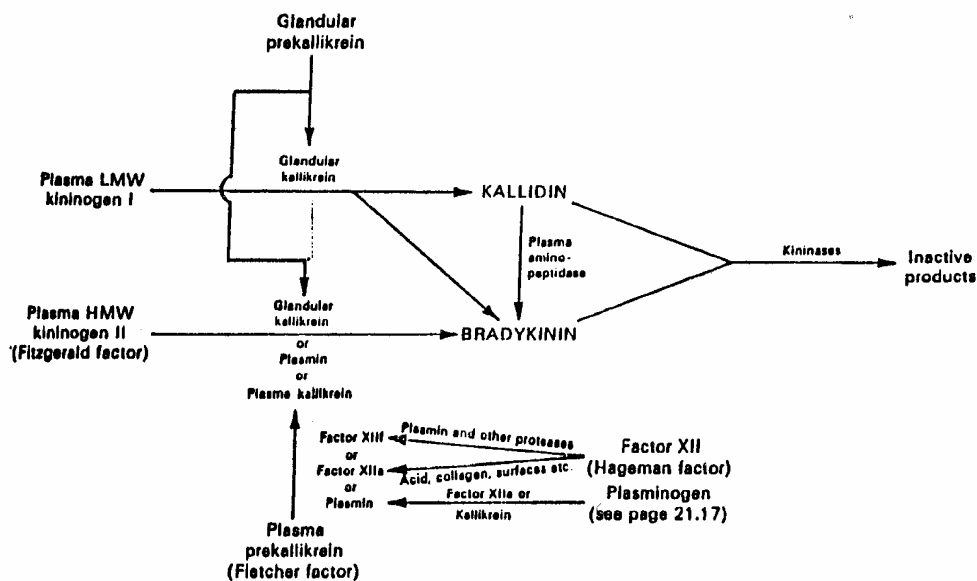 Glandular
prekallikrein
Glandular
kallikrein
Plasma LMW
kininogen I
KALLIDIN
Plasma
amino-
peptidase
Kininases
Inactive
products
Glandular
kallikrein
or
Plasmin
or
Plasma kallikrein
Plasma HMW
kininogen II
(Fitzgerald factor)
BRADYKININ
Factor XIIf
or
Factor XIIa
or
Plasmin
Plasmin and other proteases
Acid, collagen, surfaces etc.
Factor XIIa or
Kallikrein
Factor XII
(Hageman factor)
Plasminogen
(see page 21.17)
Plasma
prekallikrein
(Fletcher factor)